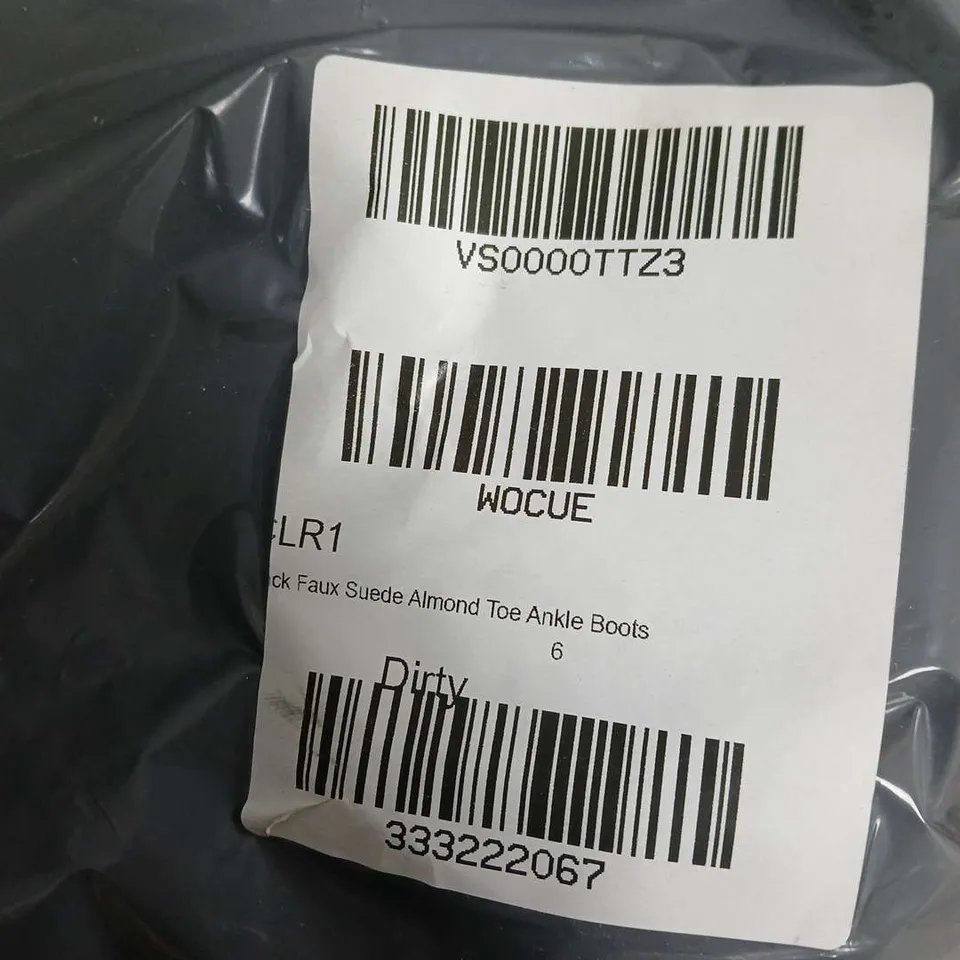 VS0000TTZ3
WOCUE
LR1
ck Faux Suede Almond Toe Ankle Boots
6
Dirty
333222067